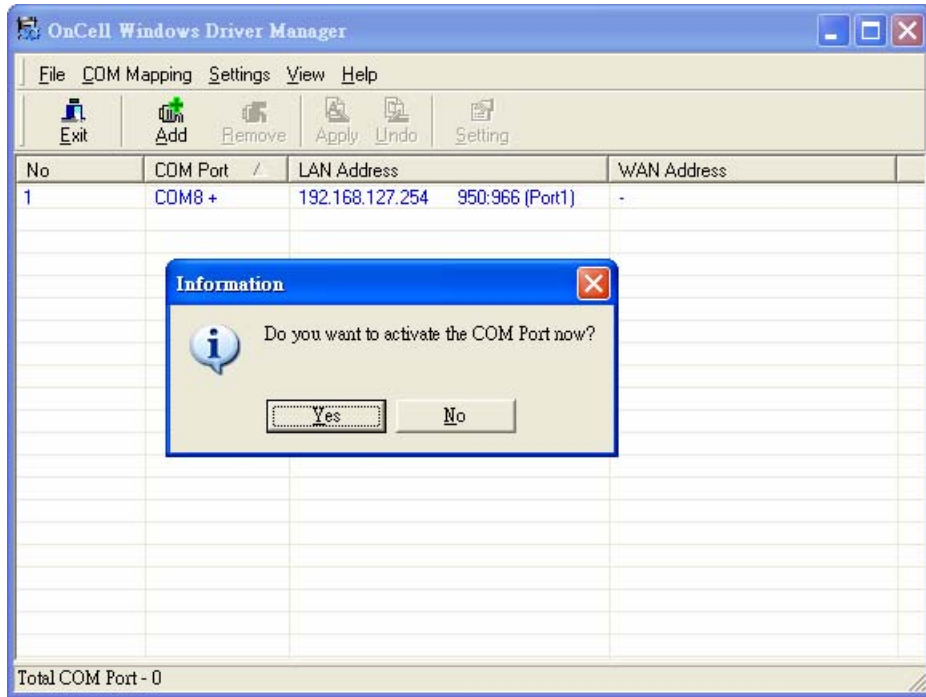 OnCell Windows Driver Manager
File COM Mapping Settings View Help
Exit Add Remove Apply Undo Setting
No COM Port LAN Address WAN Address
1 COM8 + 192.168.127.254 950:966 (Port1) -
Information
Do you want to activate the COM Port now?
Yes No
Total COM Port - 0